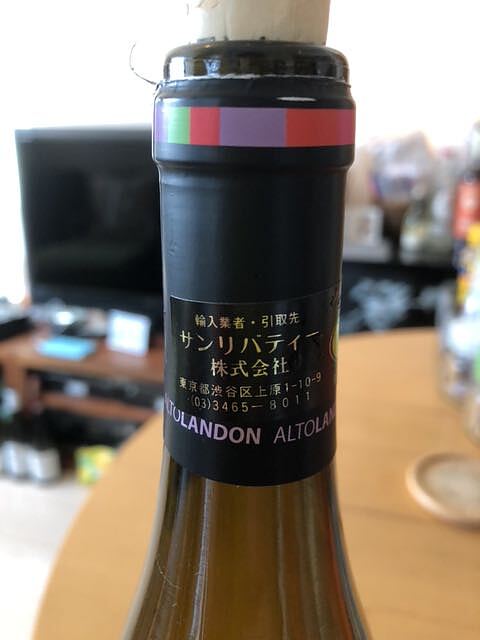 輸入業者・引取先
サンリバティー
株式会社
東京都渋谷区上原1-10-9
(03)3465-8011
ALTOLANDON ALTOLAN